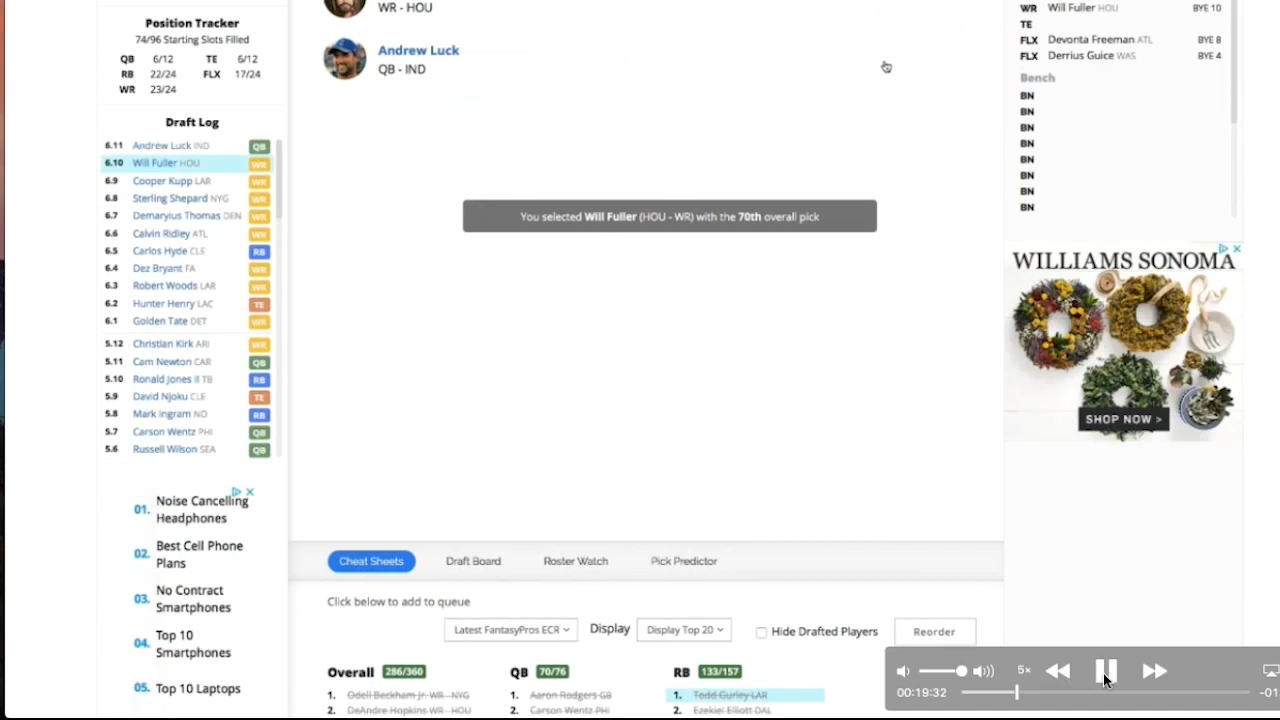 WR - HOU
Andrew Luck
QB - IND
Position Tracker
74/96 Starting Slots Filled
QB 6/12 TE 6/12
RB 22/24 FLX 17/24
WR 23/24
Draft Log
6.11 Andrew Luck IND QB
6.10 Will Fuller HOU WR
6.9 Cooper Kupp LAR WR
6.8 Sterling Shepard NYG WR
6.7 Demaryius Thomas DEN WR
6.6 Calvin Ridley ATL WR
6.5 Carlos Hyde CLE RB
6.4 Dez Bryant FA WR
6.3 Robert Woods LAR WR
6.2 Hunter Henry LAC TE
6.1 Golden Tate DET WR
5.12 Christian Kirk ARI WR
5.11 Cam Newton CAR QB
5.10 Ronald Jones II TB RB
5.9 David Njoku CLE TE
5.8 Mark Ingram NO RB
5.7 Carson Wentz PHI QB
5.6 Russell Wilson SEA QB
01. Noise Cancelling
Headphones
02. Best Cell Phone
Plans
03. No Contract
Smartphones
04. Top 10
Smartphones
05. Top 10 Laptops
You selected Will Fuller (HOU - WR) with the 70th overall pick
WR Will Fuller HOU BYE 10
TE
FLX Devonta Freeman ATL BYE 8
FLX Derrius Guice WAS BYE 4
Bench
BN
BN
BN
BN
BN
BN
BN
BN
WILLIAMS SONOMA
SHOP NOW >
Cheat Sheets Draft Board Roster Watch Pick Predictor
Click below to add to queue
Latest FantasyPros ECR Display Display Top 20 Hide Drafted Players Reorder
Overall 286/360 QB 70/76 RB 133/157
1. Odell Beckham Jr. WR - NYG 1. Aaron Rodgers GB 1. Todd Gurley LAR
2. DeAndre Hopkins WR - HOU 2. Carson Wentz PHI 2. Ezekiel Elliott DAL
5×
00:19:32 -01